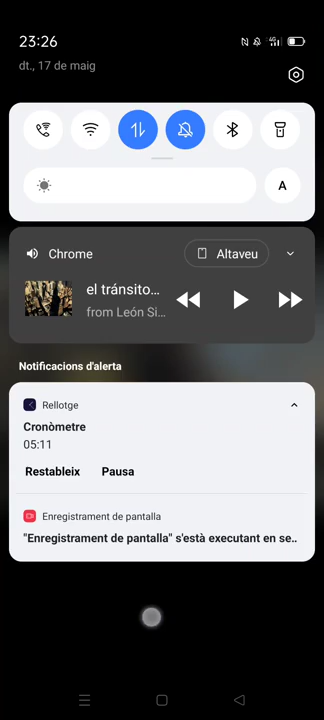 23:26
4G
dt., 17 de maig
A
Chrome
Altaveu
el tránsito...
from León Si...
Notificacions d'alerta
Rellotge
Cronòmetre
05:11
Restableix Pausa
Enregistrament de pantalla
"Enregistrament de pantalla" s'està executant en se..